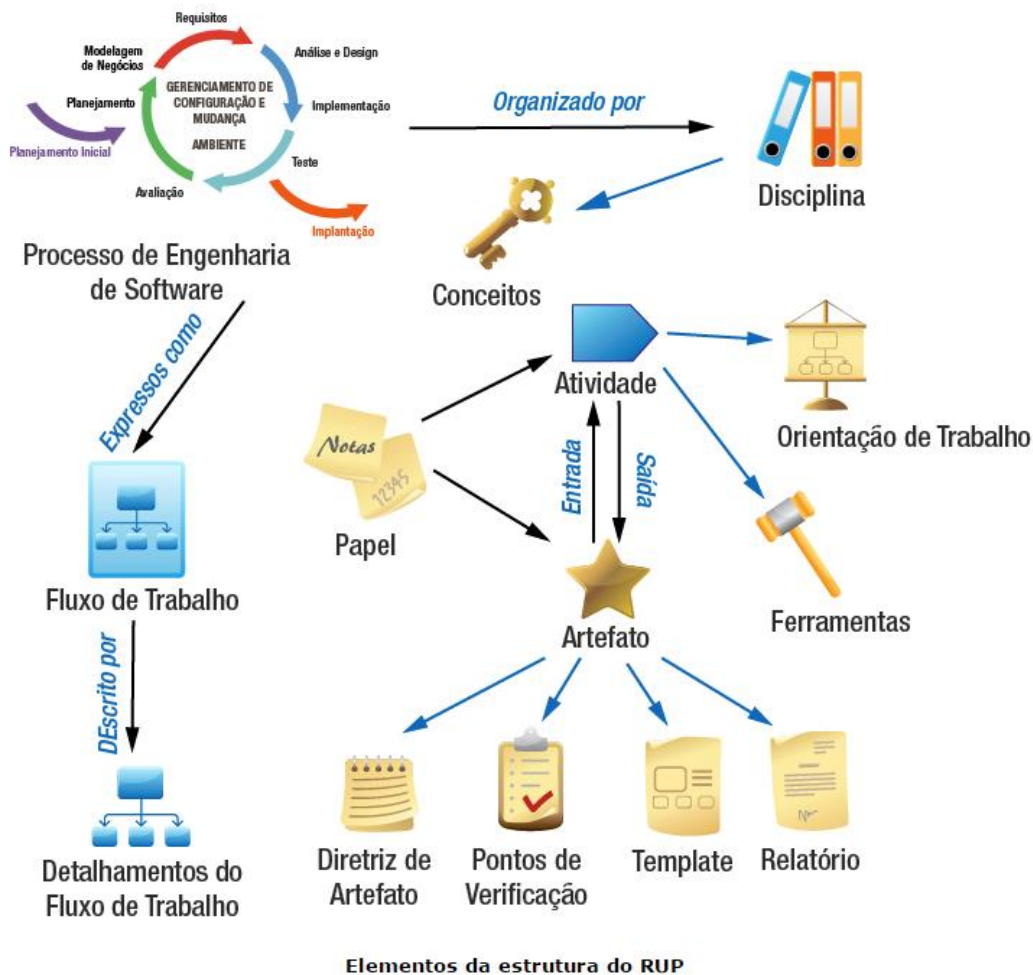 Requisitos
Modelagem
de Negócios
Análise e Design
GERENCIAMENTO DE
CONFIGURAÇÃO E
MUDANÇA
AMBIENTE
Planejamento
Implementação
Planejamento Inicial
Teste
Avaliação
Implantação
Processo de Engenharia
de Software
Organizado por
Disciplina
Conceitos
Expressos como
Atividade
Orientação de Trabalho
Notas
12345
Papel
Entrada
Saída
Fluxo de Trabalho
Artefato
Ferramentas
DEscrito por
Detalhamentos do
Fluxo de Trabalho
Diretriz de
Artefato
Pontos de
Verificação
Template
Relatório
Elementos da estrutura do RUP